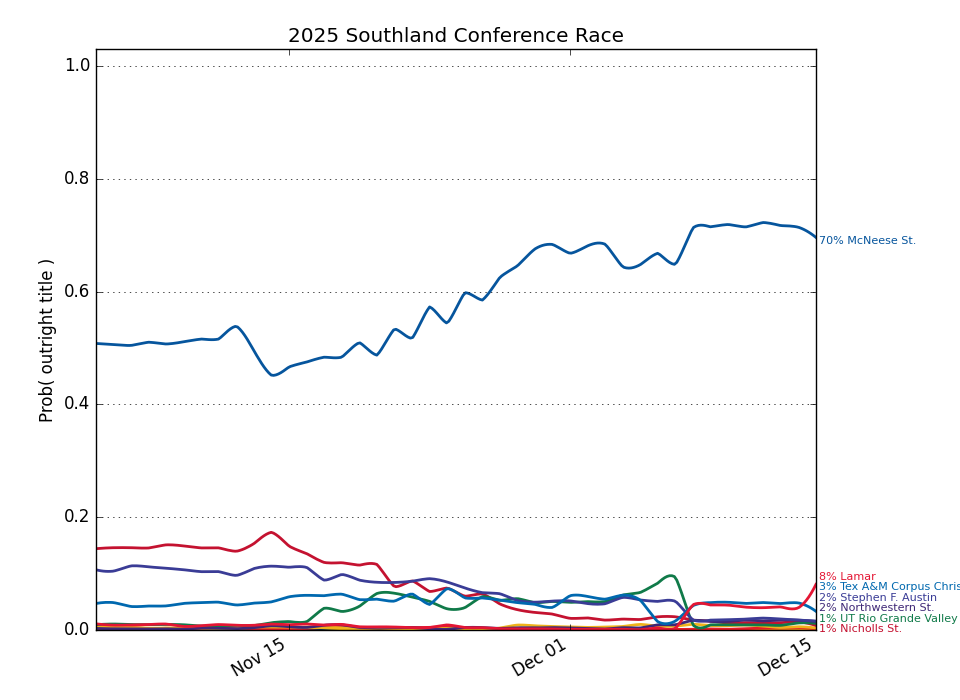 2025 Southland Conference Race
Prob( outright title )
1.0
0.8
0.6
0.4
0.2
0.0
Nov 15
Dec 01
Dec 15
70% McNeese St.
8% Lamar
3% Tex A&M Corpus Chris
2% Stephen F. Austin
2% Northwestern St.
1% UT Rio Grande Valley
1% Nicholls St.